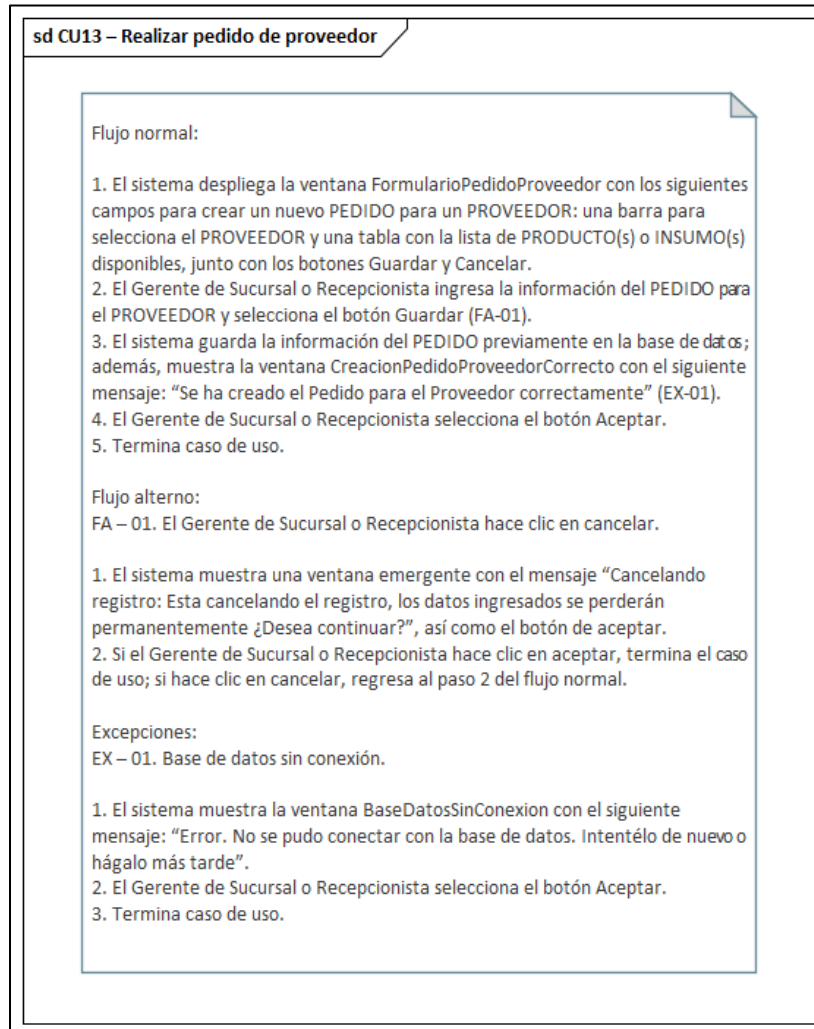 sd CU13 – Realizar pedido de proveedor
Flujo normal:
1. El sistema despliega la ventana FormularioPedidoProveedor con los siguientes
campos para crear un nuevo PEDIDO para un PROVEEDOR: una barra para
selecciona el PROVEEDOR y una tabla con la lista de PRODUCTO(s) o INSUMO(s)
disponibles, junto con los botones Guardar y Cancelar.
2. El Gerente de Sucursal o Recepcionista ingresa la información del PEDIDO para
el PROVEEDOR y selecciona el botón Guardar (FA-01).
3. El sistema guarda la información del PEDIDO previamente en la base de datos;
además, muestra la ventana CreacionPedidoProveedorCorrecto con el siguiente
mensaje: “Se ha creado el Pedido para el Proveedor correctamente” (EX-01).
4. El Gerente de Sucursal o Recepcionista selecciona el botón Aceptar.
5. Termina caso de uso.
Flujo alterno:
FA – 01. El Gerente de Sucursal o Recepcionista hace clic en cancelar.
1. El sistema muestra una ventana emergente con el mensaje “Cancelando
registro: Esta cancelando el registro, los datos ingresados se perderán
permanentemente ¿Desea continuar?”, así como el botón de aceptar.
2. Si el Gerente de Sucursal o Recepcionista hace clic en aceptar, termina el caso
de uso; si hace clic en cancelar, regresa al paso 2 del flujo normal.
Excepciones:
EX – 01. Base de datos sin conexión.
1. El sistema muestra la ventana BaseDatosSinConexion con el siguiente
mensaje: “Error. No se pudo conectar con la base de datos. Intentélo de nuevo o
hágalo más tarde”.
2. El Gerente de Sucursal o Recepcionista selecciona el botón Aceptar.
3. Termina caso de uso.